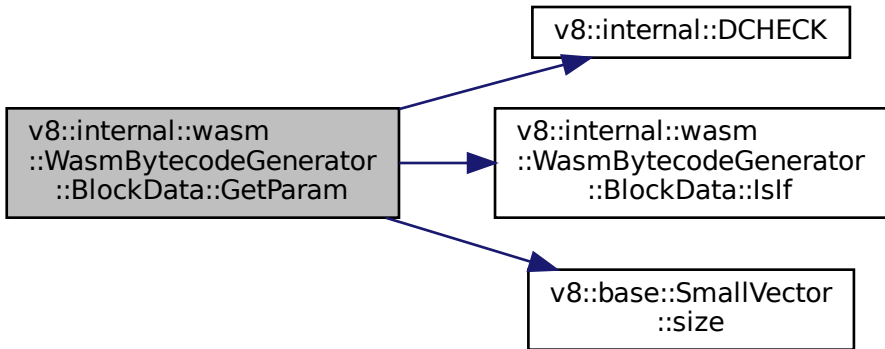 v8::internal::wasm
::WasmBytecodeGenerator
::BlockData::GetParam
v8::internal::DCHECK
v8::internal::wasm
::WasmBytecodeGenerator
::BlockData::IsIf
v8::base::SmallVector
::size